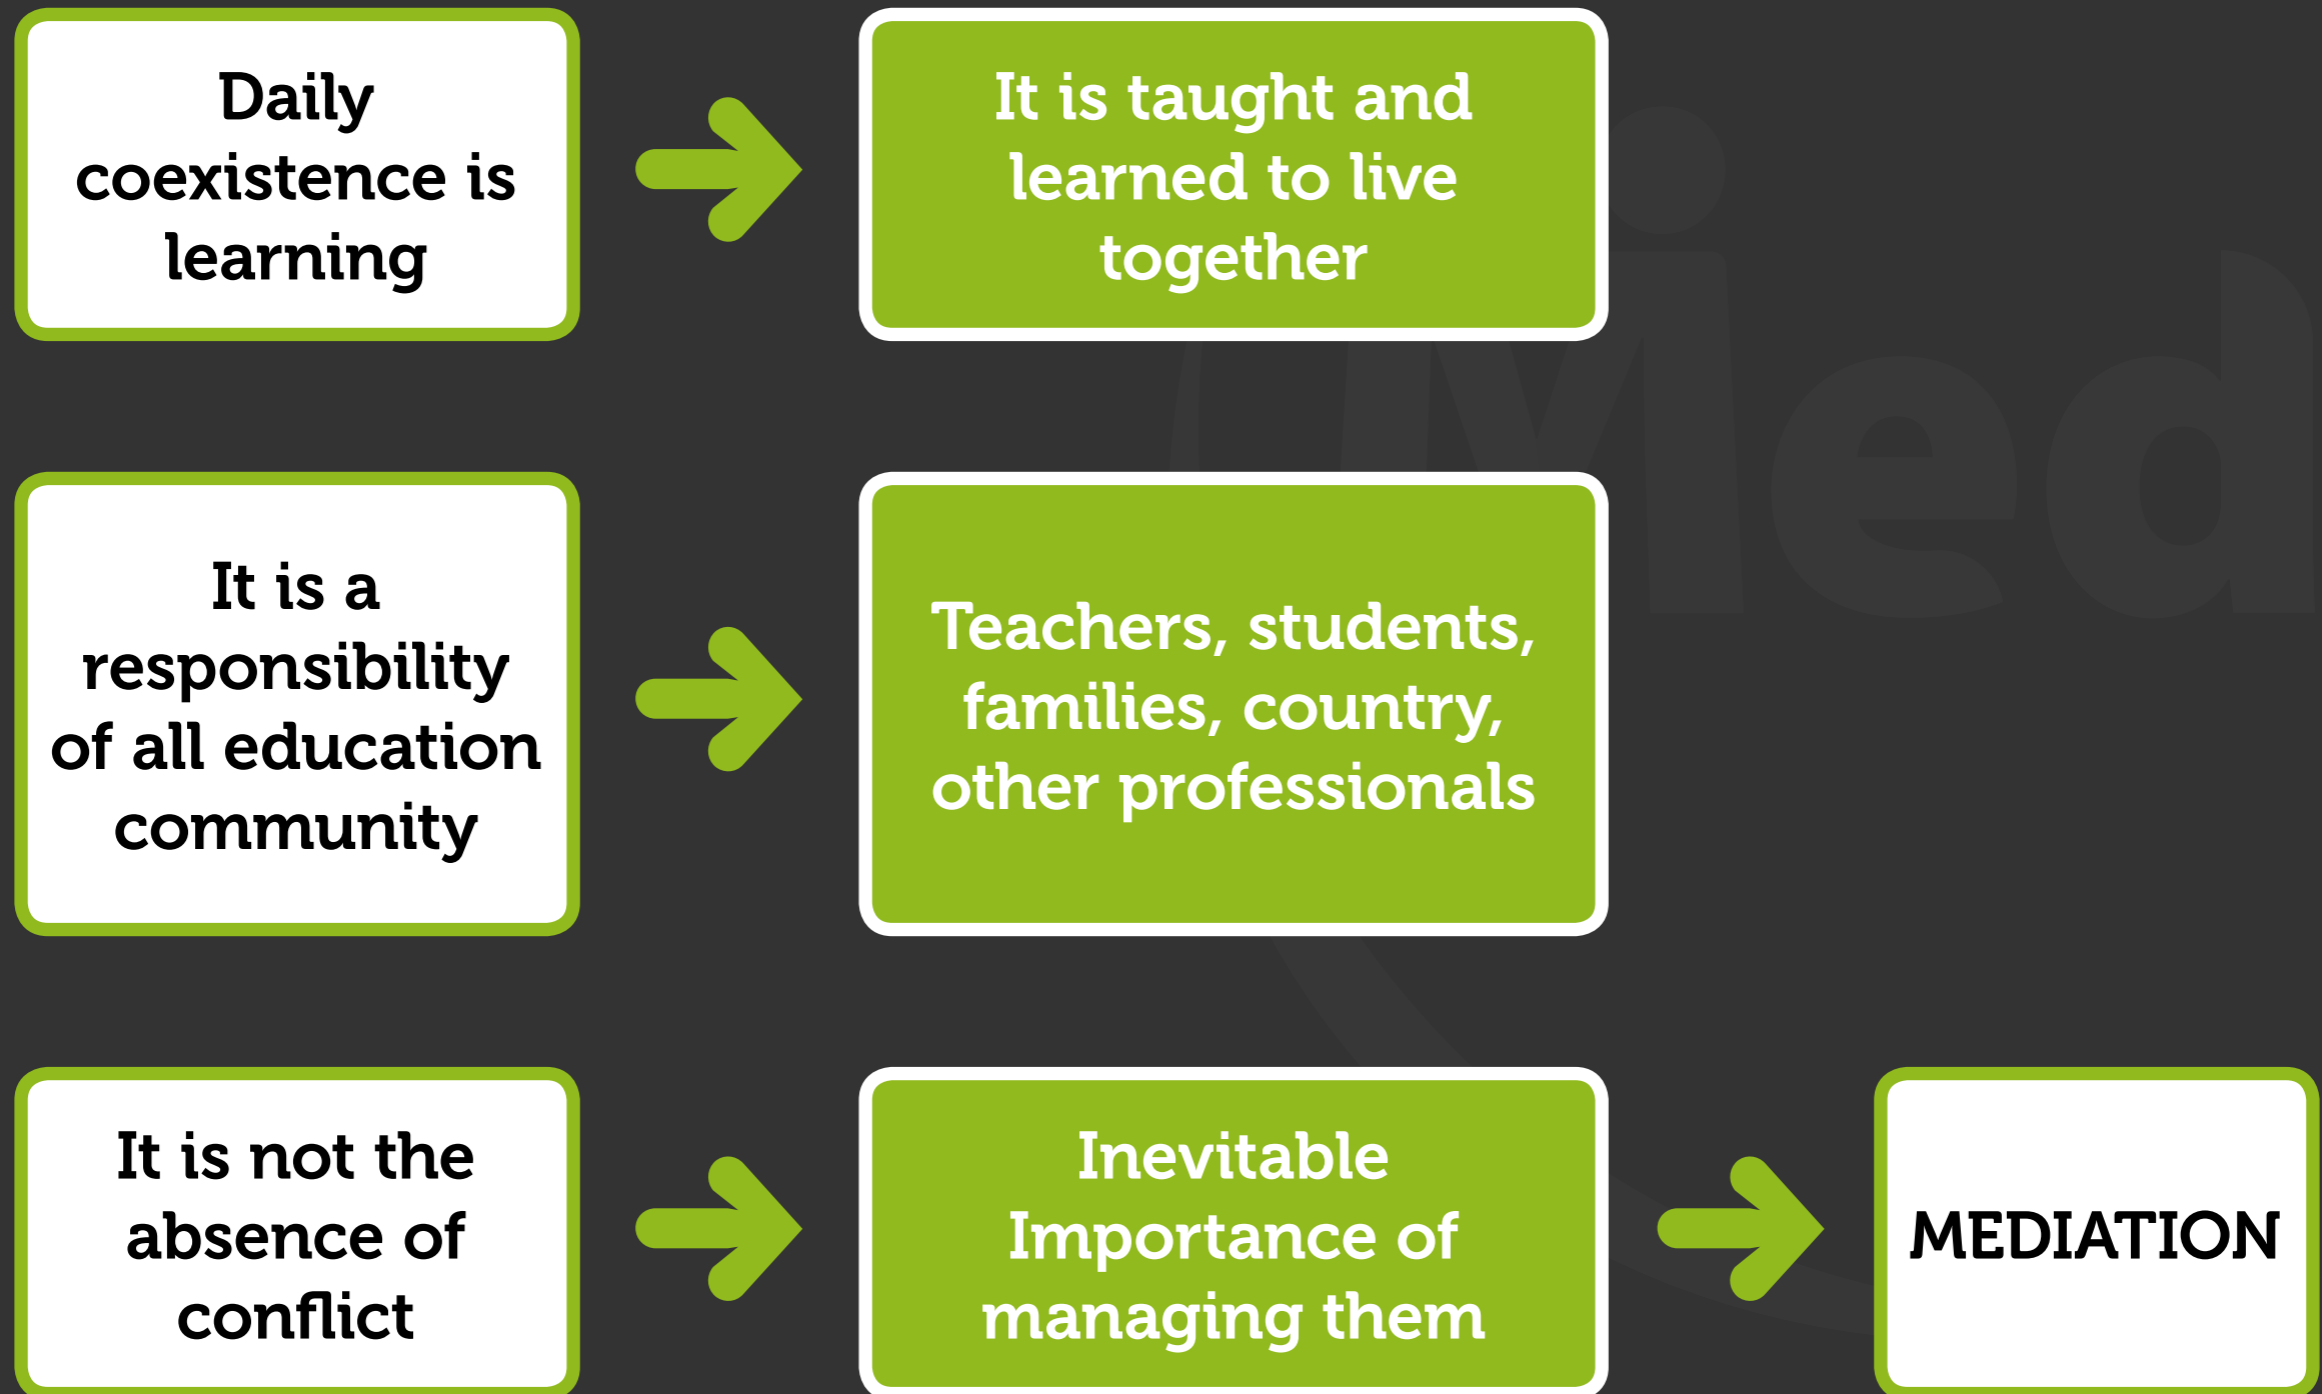 Daily
coexistence is
learning
It is taught and
learned to live
together
It is a
responsibility
of all education
community
Teachers, students,
families, country,
other professionals
It is not the
absence of
conflict
Inevitable
Importance of
managing them
MEDIATION
Med